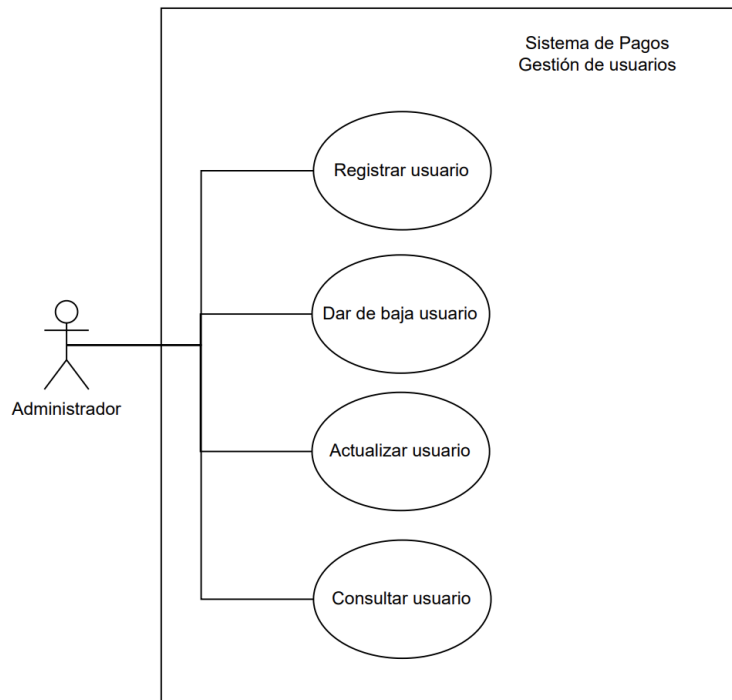 Sistema de Pagos
Gestión de usuarios
Registrar usuario
Dar de baja usuario
Administrador
Actualizar usuario
Consultar usuario